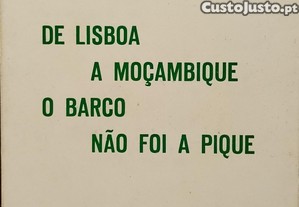 CustoJusto.pt
DE LISBOA
A MOÇAMBIQUE
O BARCO
NÃO FOI A PIQUE